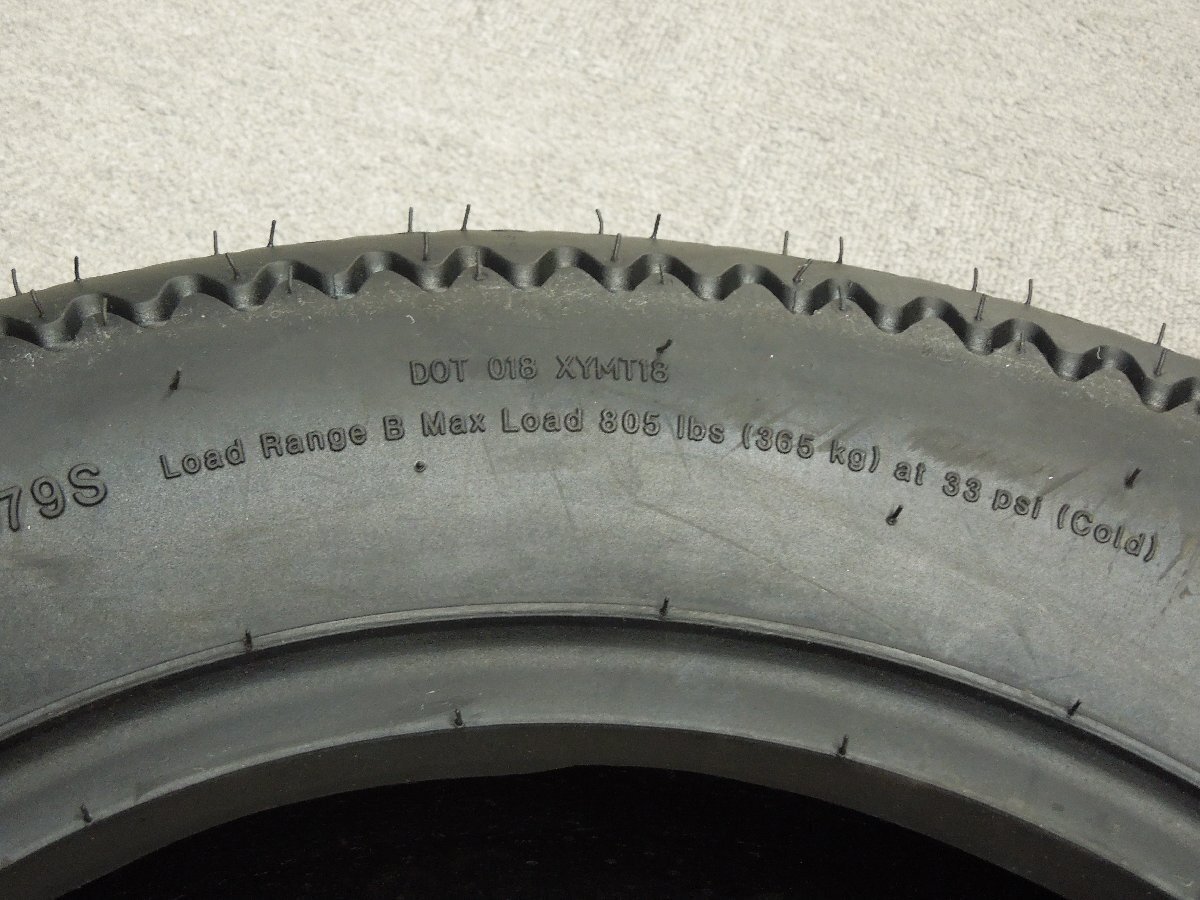 DOT 018 XYMT18
Load Range B Max Load 805 lbs (365 kg) at 33 psi (Cold)
79S